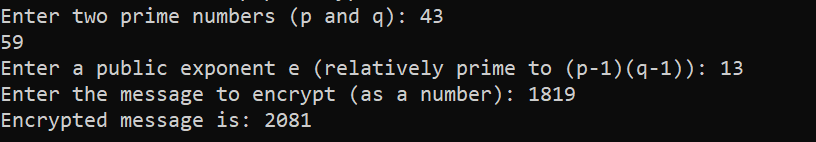 Enter two prime numbers (p and q): 43
59
Enter a public exponent e (relatively prime to (p-1)(q-1)): 13
Enter the message to encrypt (as a number): 1819
Encrypted message is: 2081